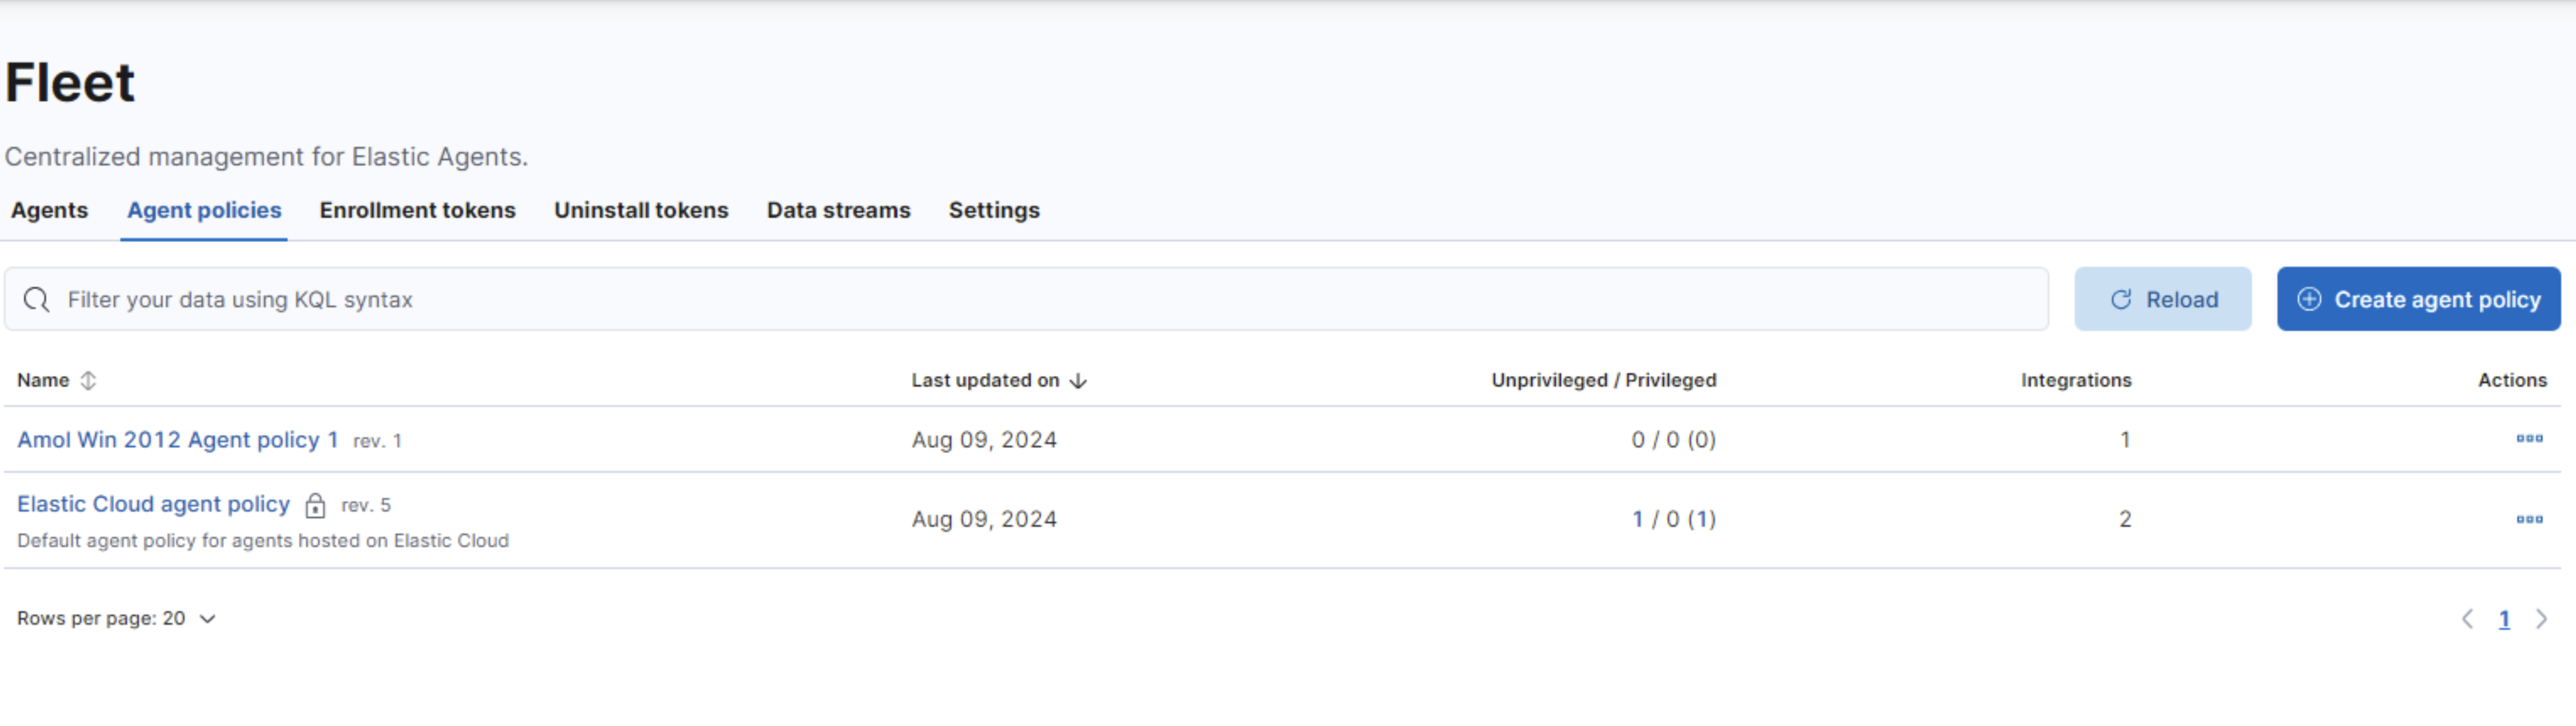 Fleet
Centralized management for Elastic Agents.
Agents Agent policies Enrollment tokens Uninstall tokens Data streams Settings
Filter your data using KQL syntax Reload Create agent policy
Name Last updated on Unprivileged / Privileged Integrations Actions
Amol Win 2012 Agent policy 1 rev. 1 Aug 09, 2024 0 / 0 (0) 1
Elastic Cloud agent policy rev. 5 Aug 09, 2024 1 / 0 (1) 2
Default agent policy for agents hosted on Elastic Cloud
Rows per page: 20 1